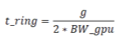 t_ring = g / 2 * BW_gpu